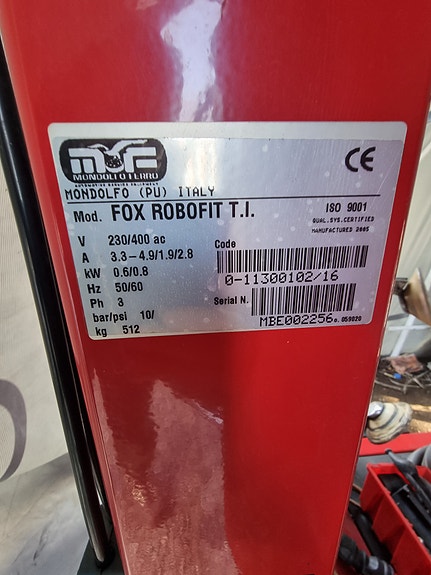 MONDOLFO FERRO
AUTOMOTIVE SERVICE EQUIPMENT
MONDOLFO (PU) ITALY
CE
Mod. FOX ROBOFIT T.I.
ISO 9001
QUAL.SYS.CERTIFIED
MANUFACTURED 2005
V 230/400 ac
A 3.3-4.9/1.9/2.8
kW 0.6/0.8
Hz 50/60
Ph 3
bar/psi 10/
kg 512
Code
0-11300102/16
Serial N.
MBE002256o. 059020